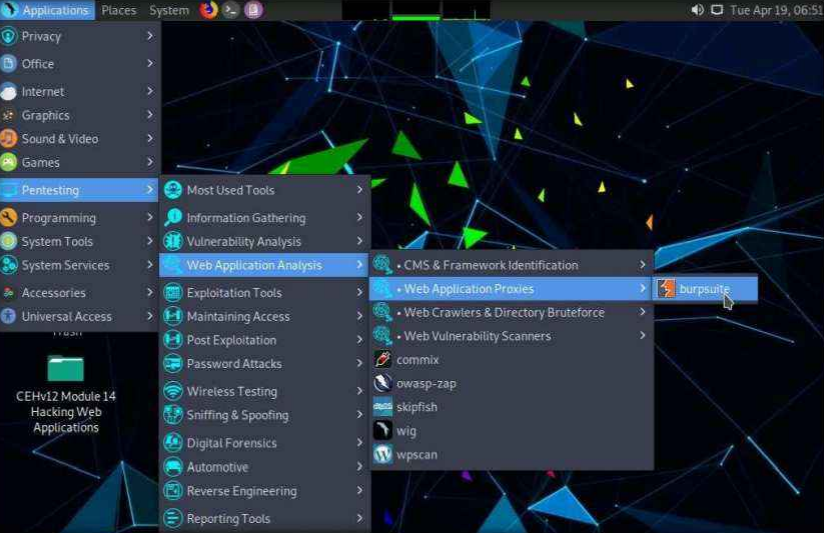 Applications Places System Tue Apr 19, 06:51
Privacy
Office
Internet
Graphics
Sound & Video
Games
Pentesting
Programming
System Tools
System Services
Accessories
Universal Access
Most Used Tools
Information Gathering
Vulnerability Analysis
Web Application Analysis
Exploitation Tools
Maintaining Access
Post Exploitation
Password Attacks
Wireless Testing
Sniffing & Spoofing
Digital Forensics
Automotive
Reverse Engineering
Reporting Tools
• CMS & Framework Identification
• Web Application Proxies
• Web Crawlers & Directory Bruteforce
• Web Vulnerability Scanners
commix
owasp-zap
skipfish
wig
wpscan
burpsuite
Trash
CEHv12 Module 14
Hacking Web
Applications